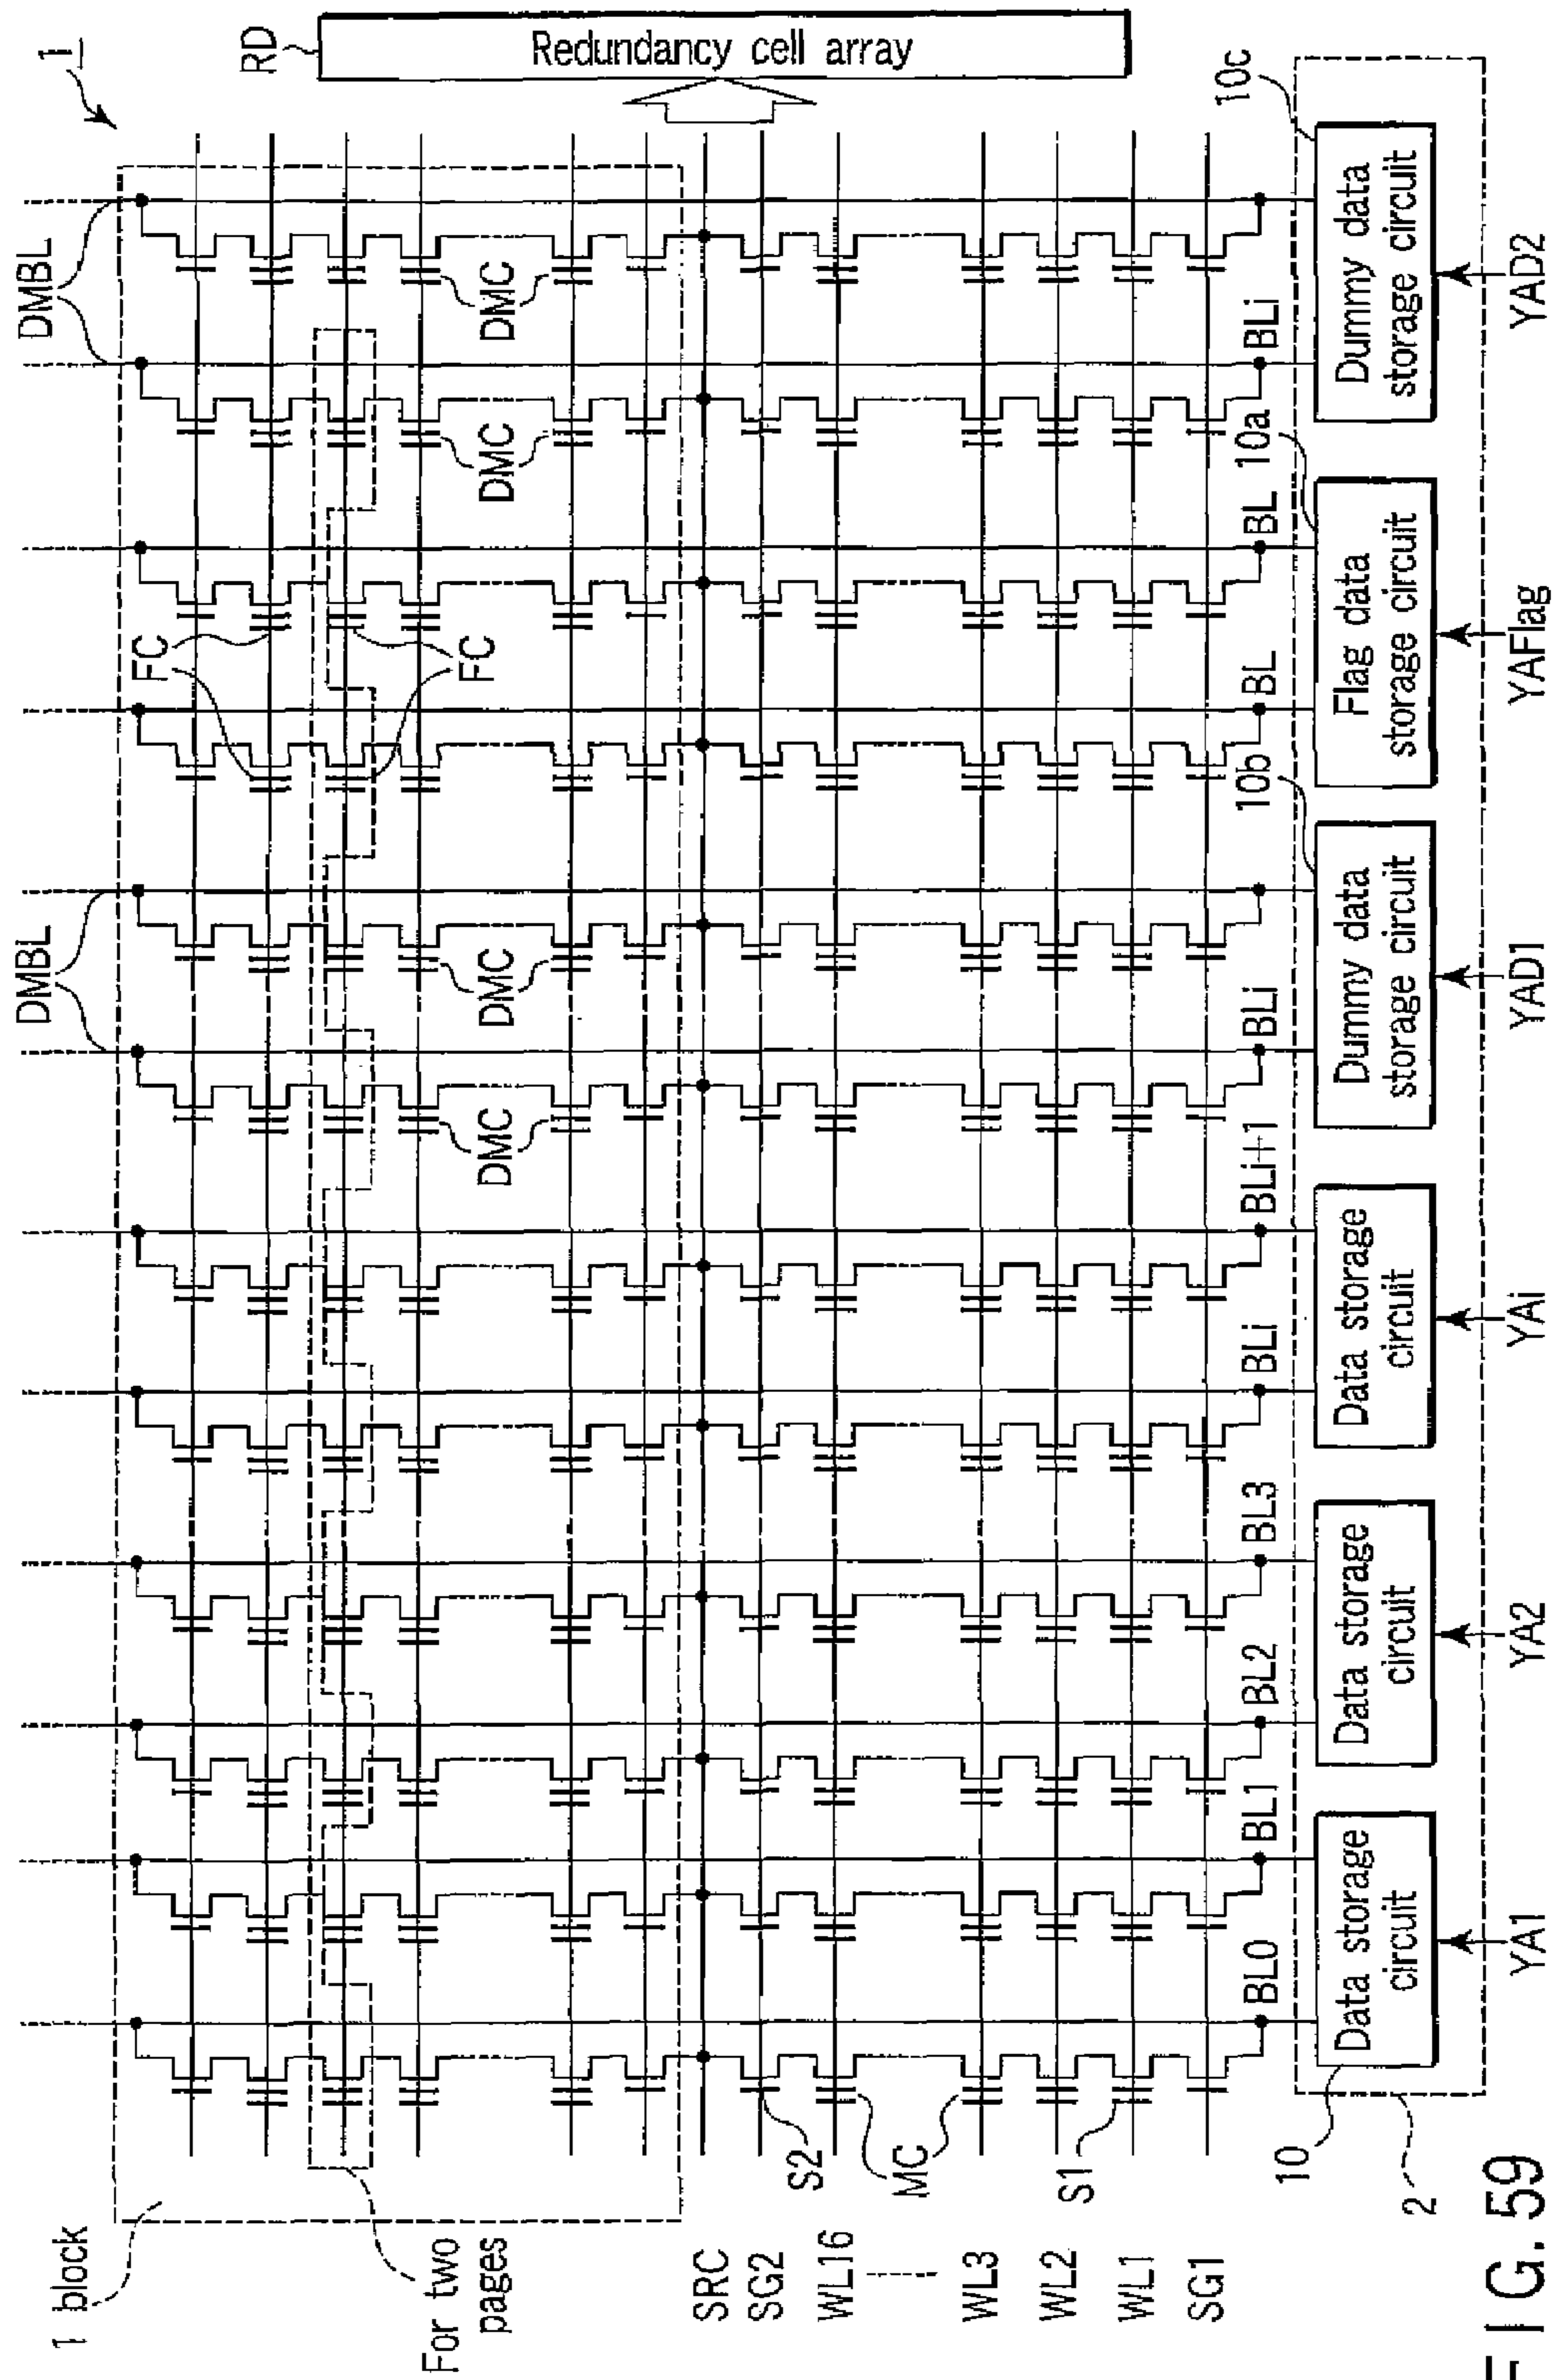 1
RD
Redundancy cell array
DMBL
DMBL
1 block
For two
pages
FC
FC
DMC
DMC
DMC
DMC
SRC
SG2
WL16
WL3
WL2
WL1
SG1
S2
MC
S1
BL0
BL1
BL2
BL3
BLi
BLi+1
BLi
BL
BL
BLi
10
10b
10a
10c
2
Data storage
circuit
Data storage
circuit
Data storage
circuit
Dummy data
storage circuit
Flag data
storage circuit
Dummy data
storage circuit
YA1
YA2
YAi
YAD1
YAFlag
YAD2
FIG. 59